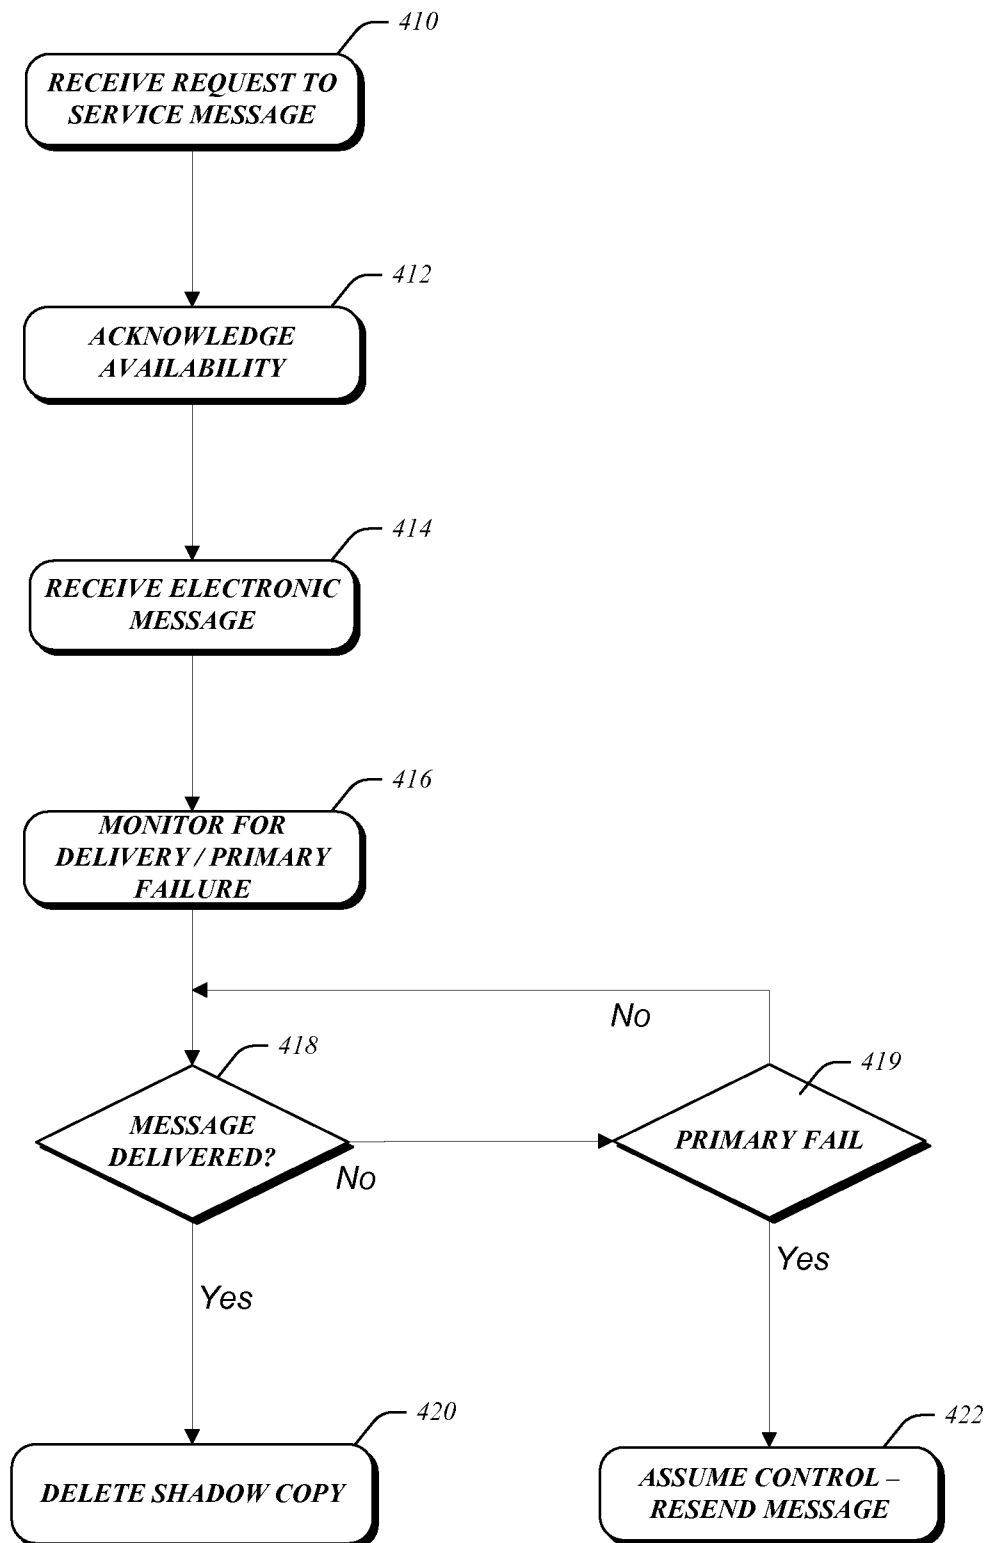 410
RECEIVE REQUEST TO
SERVICE MESSAGE
412
ACKNOWLEDGE
AVAILABILITY
414
RECEIVE ELECTRONIC
MESSAGE
416
MONITOR FOR
DELIVERY / PRIMARY
FAILURE
No
418
419
MESSAGE
DELIVERED?
PRIMARY FAIL
No
Yes
Yes
420
422
DELETE SHADOW COPY
ASSUME CONTROL –
RESEND MESSAGE